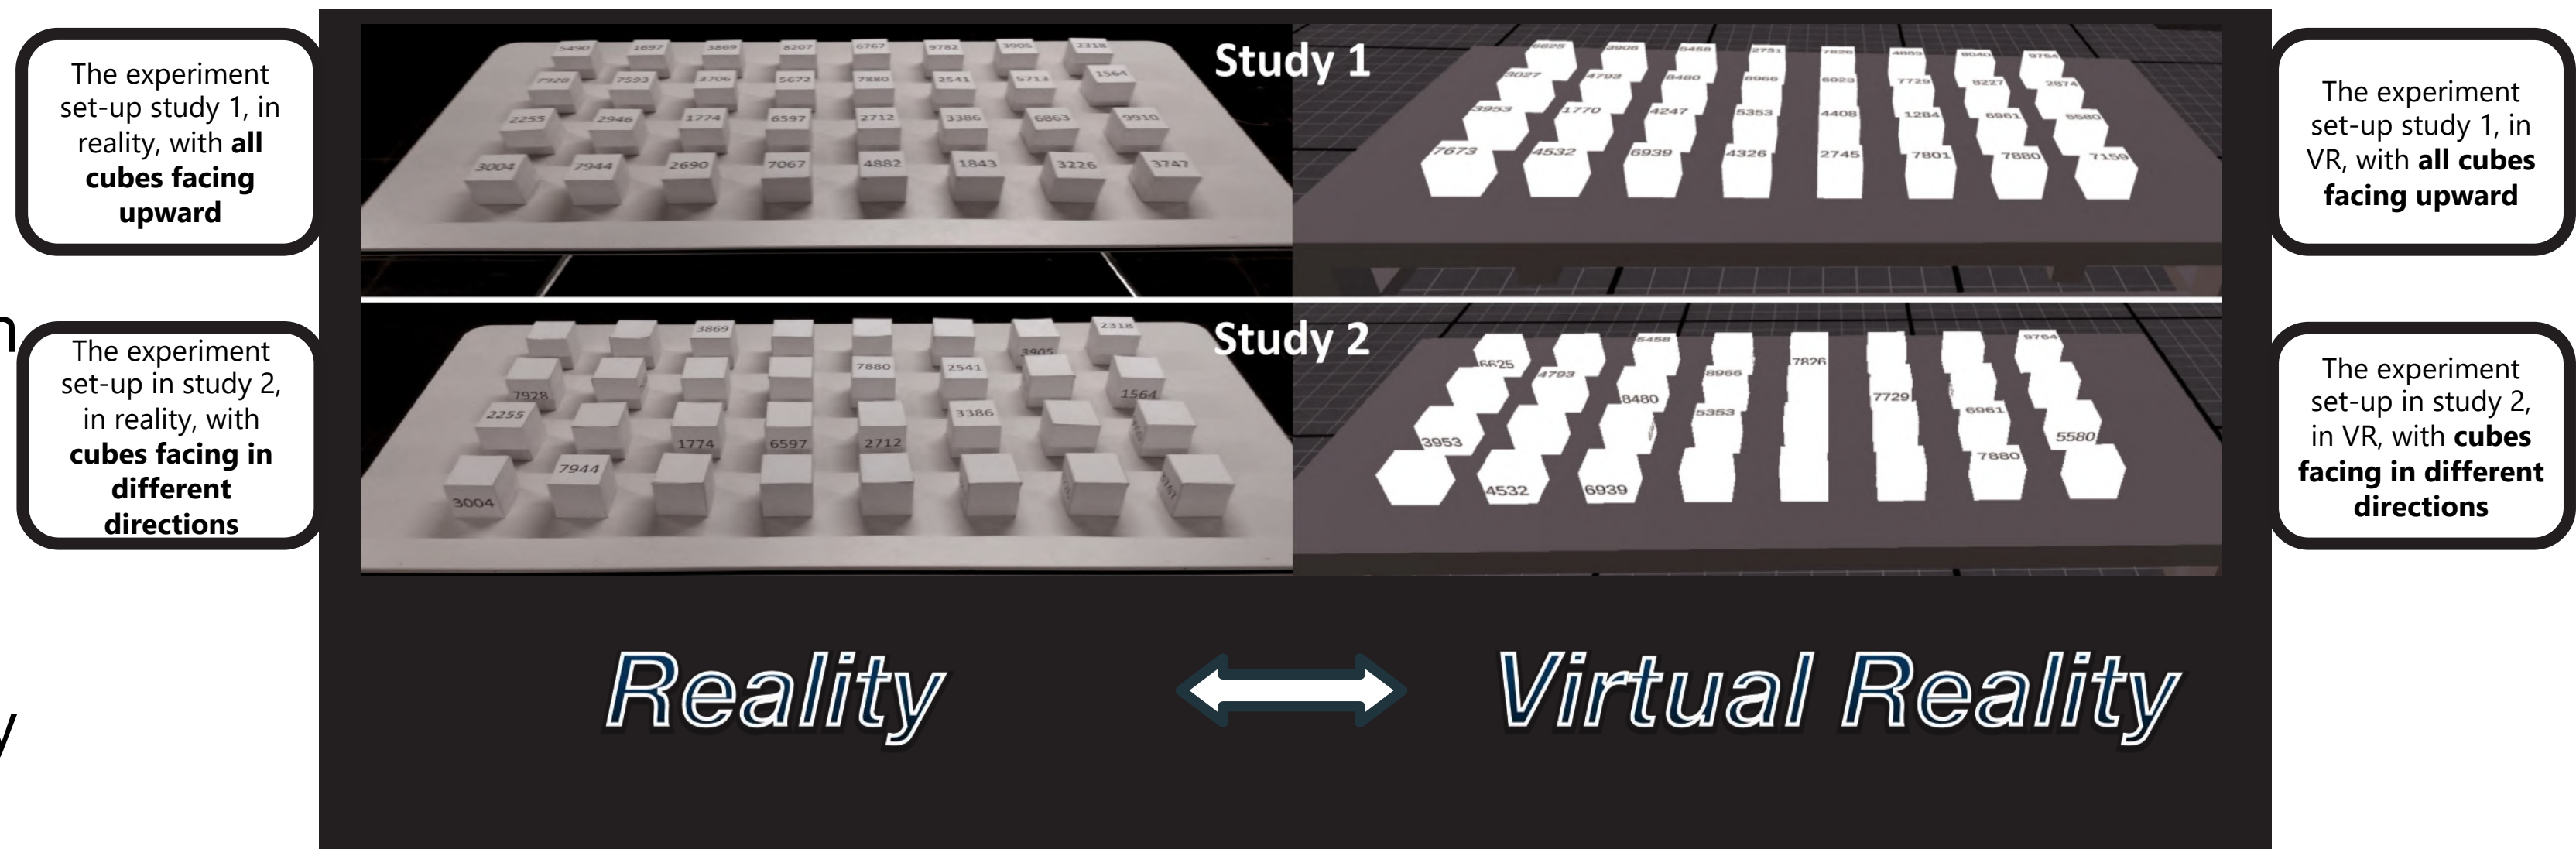 The experiment
set-up study 1, in
reality, with all
cubes facing
upward
The experiment
set-up in study 2,
in reality, with
cubes facing in
different
directions
Study 1
5490 1697 3869 8207 6767 9782 3905 2318
7928 7593 3706 5672 7880 2541 5713 1564
2255 2946 1774 6597 2712 3386 6863 9910
3004 7944 2690 7067 4882 1843 3226 3747
6625 3906 5458 2731 7826 4883 8040 9764
3027 4793 8480 8966 6023 7729 8227 2874
3953 1770 4247 5353 4408 1284 6961 5580
7673 4532 6939 4326 2745 7801 7880 7159
Study 2
3869 3905 2318
7928 7880 2541 1564
2255 1774 6597 2712 3386
3004 7944
6625 5458 7826 9764
4793 8480 8966 7729
3953 5353 6961 5580
4532 6939 7880
Reality
Virtual Reality
The experiment
set-up study 1, in
VR, with all cubes
facing upward
The experiment
set-up in study 2,
in VR, with cubes
facing in different
directions